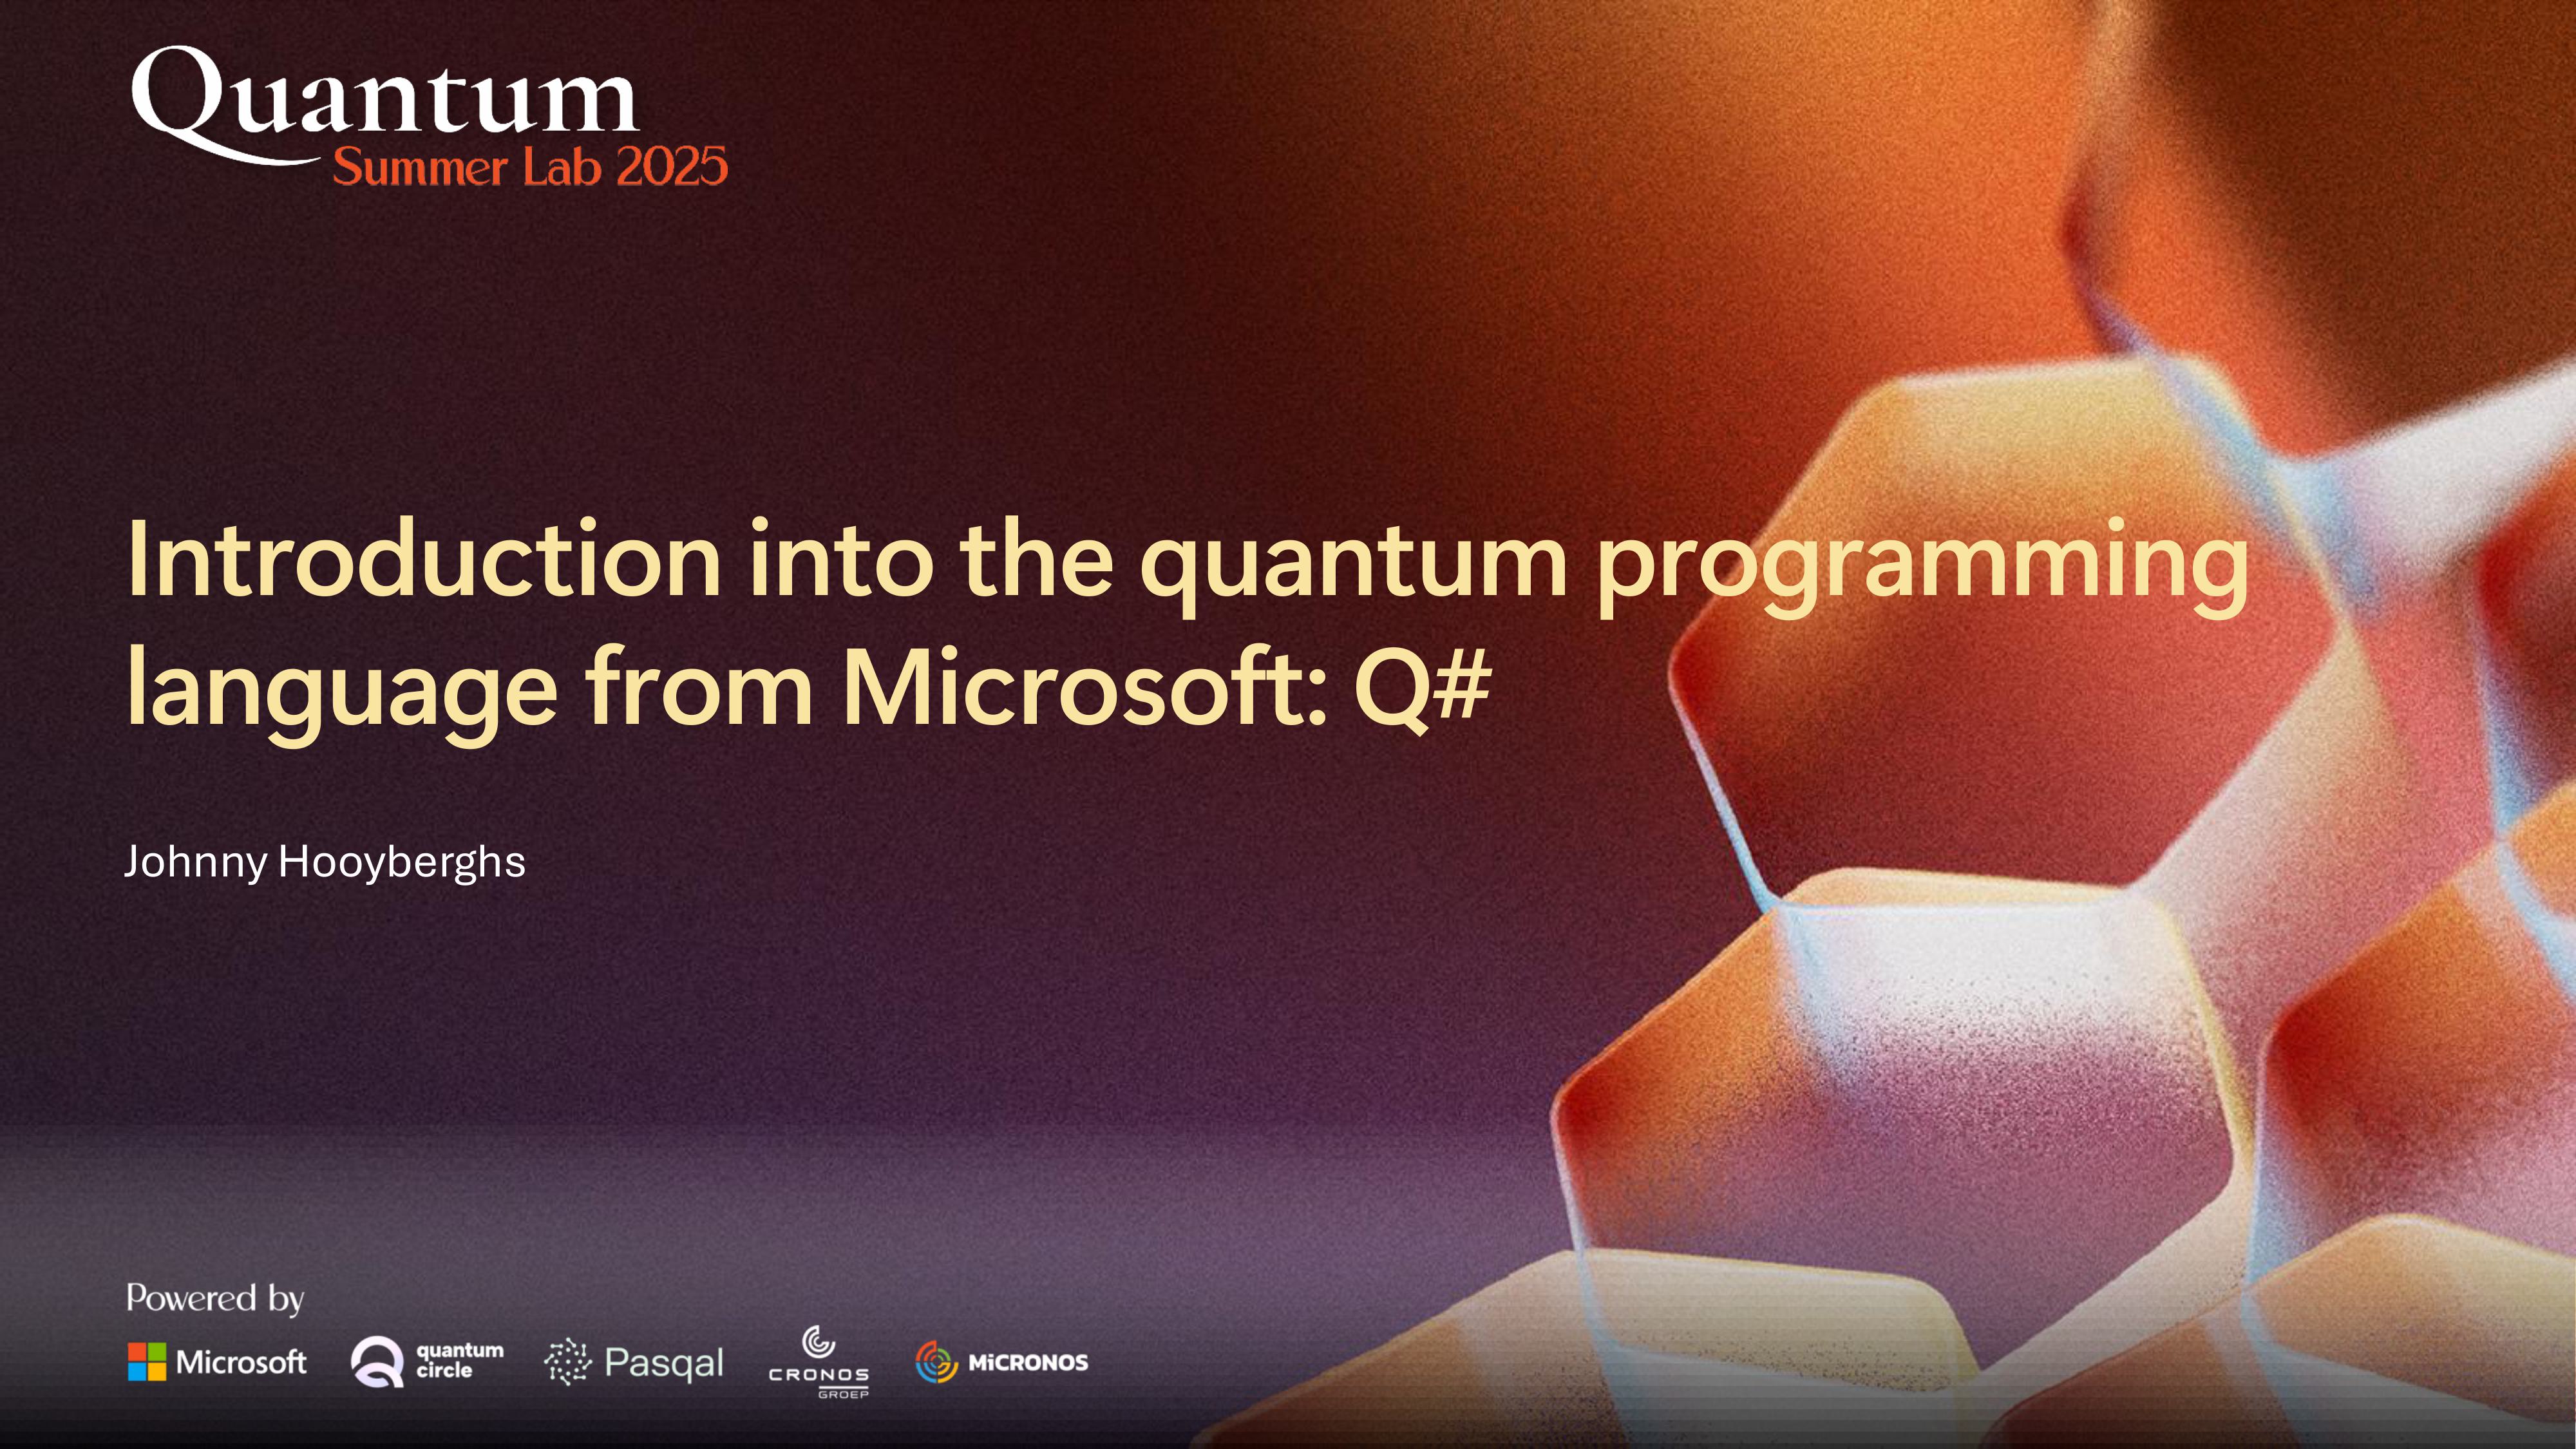 Quantum
Summer Lab 2025
Introduction into the quantum programming
language from Microsoft: Q#
Johnny Hooyberghs
Powered by
Microsoft
quantum
circle
Pasqal
CRONOS
GROEP
MiCRONOS